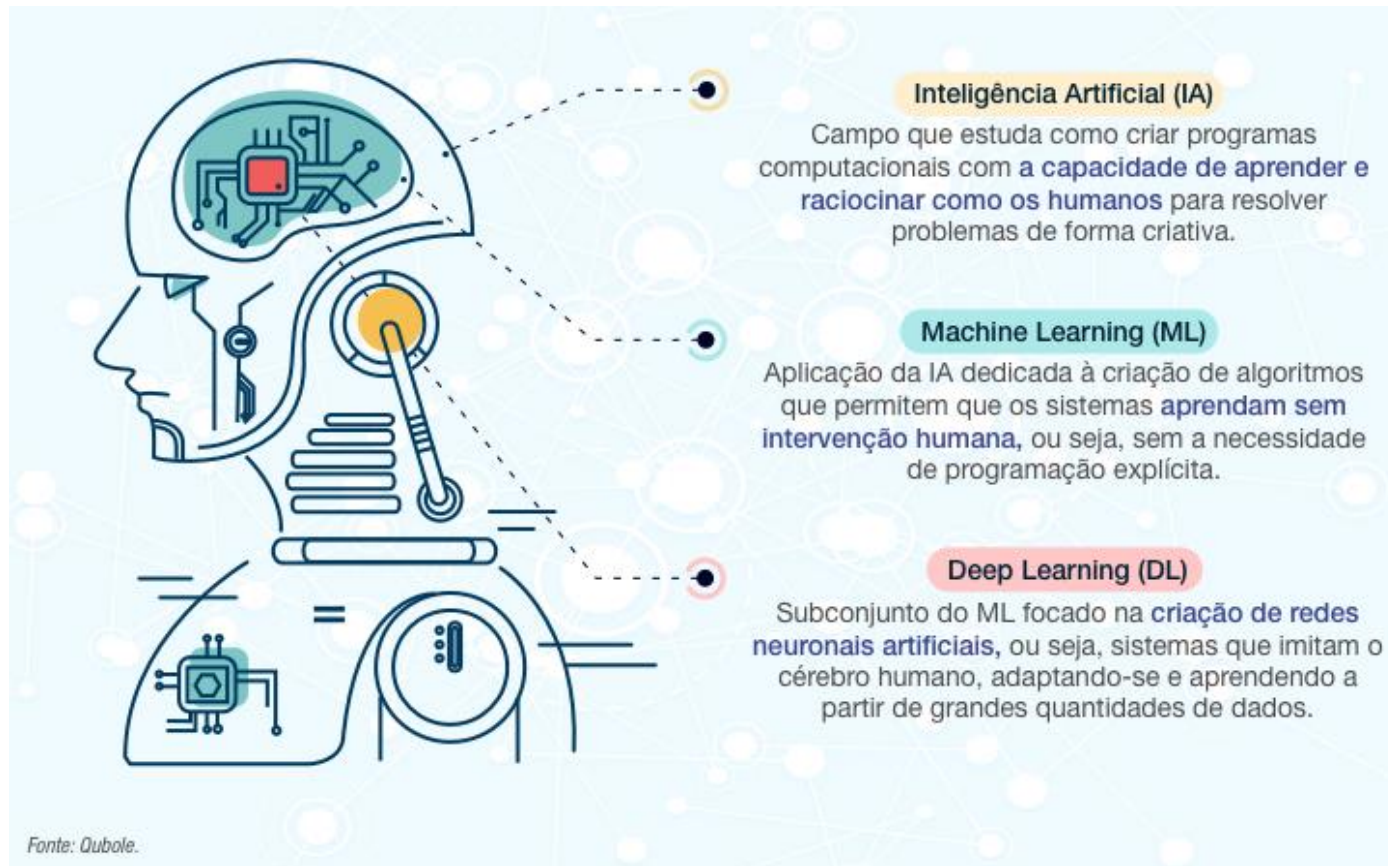 Inteligência Artificial (IA)
Campo que estuda como criar programas
computacionais com a capacidade de aprender e
raciocinar como os humanos para resolver
problemas de forma criativa.
Machine Learning (ML)
Aplicação da IA dedicada à criação de algoritmos
que permitem que os sistemas aprendam sem
intervenção humana, ou seja, sem a necessidade
de programação explícita.
Deep Learning (DL)
Subconjunto do ML focado na criação de redes
neuronais artificiais, ou seja, sistemas que imitam o
cérebro humano, adaptando-se e aprendendo a
partir de grandes quantidades de dados.
Fonte: Qubole.